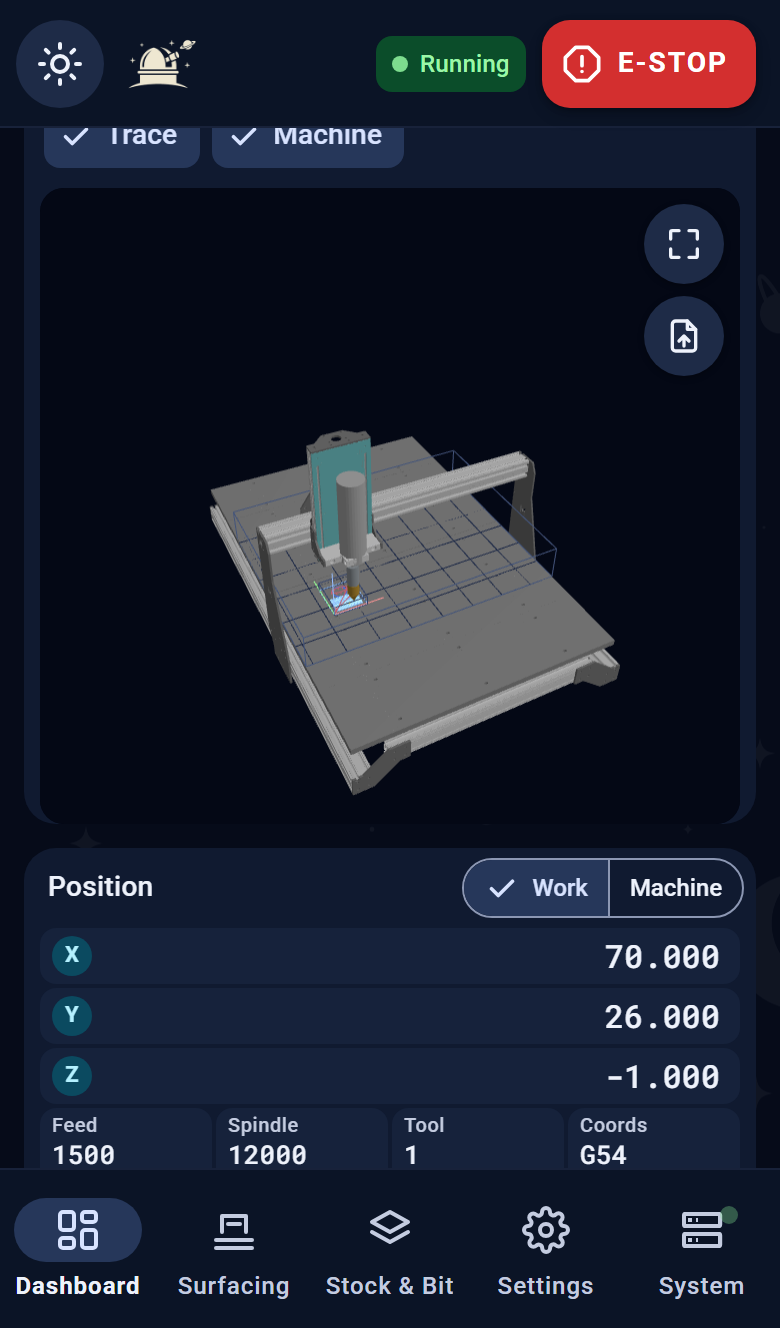 Running
E-STOP
Trace
Machine
Position
Work
Machine
X
70.000
Y
26.000
Z
-1.000
Feed
Spindle
Tool
Coords
1500
12000
1
G54
Dashboard
Surfacing
Stock & Bit
Settings
System